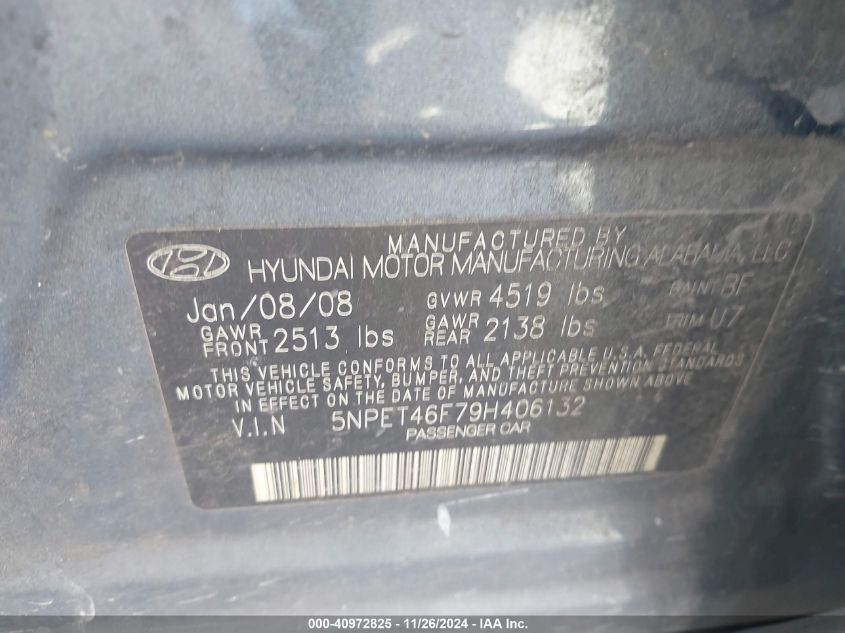 MANUFACTURED BY
HYUNDAI MOTOR MANUFACTURING ALABAMA, LLC
Jan/08/08 GVWR 4519 lbs PAINT BF
GAWR FRONT 2513 lbs GAWR REAR 2138 lbs TRIM U7
THIS VEHICLE CONFORMS TO ALL APPLICABLE U.S.A. FEDERAL
MOTOR VEHICLE SAFETY, BUMPER, AND THEFT PREVENTION STANDARDS
IN EFFECT ON THE DATE OF MANUFACTURE SHOWN ABOVE
V.I.N 5NPET46F79H406132
PASSENGER CAR
000-40972825 - 11/26/2024 - IAA Inc.